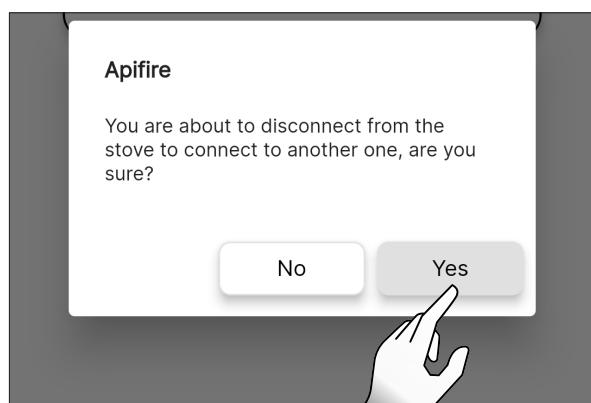 Apifire
You are about to disconnect from the
stove to connect to another one, are you
sure?
No
Yes